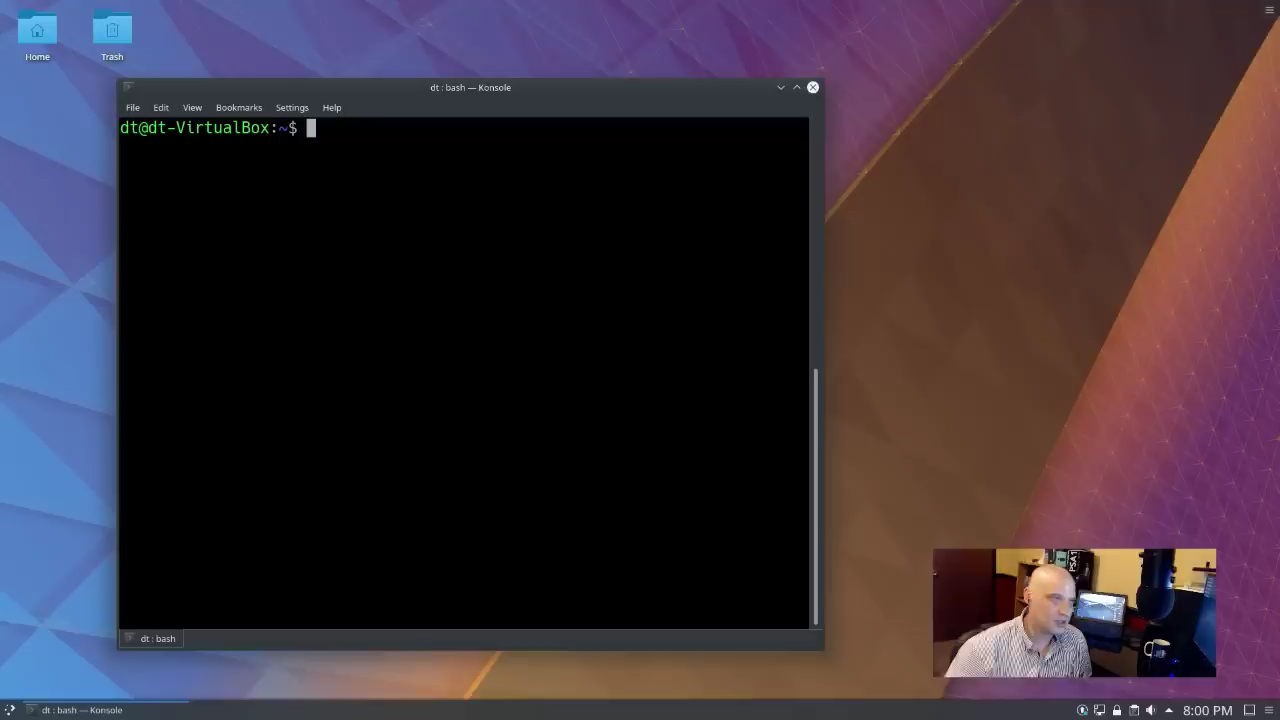 Home
Trash
dt : bash — Konsole
File Edit View Bookmarks Settings Help
dt@dt-VirtualBox:~$
dt : bash
dt : bash — Konsole
8:00 PM
PSA1